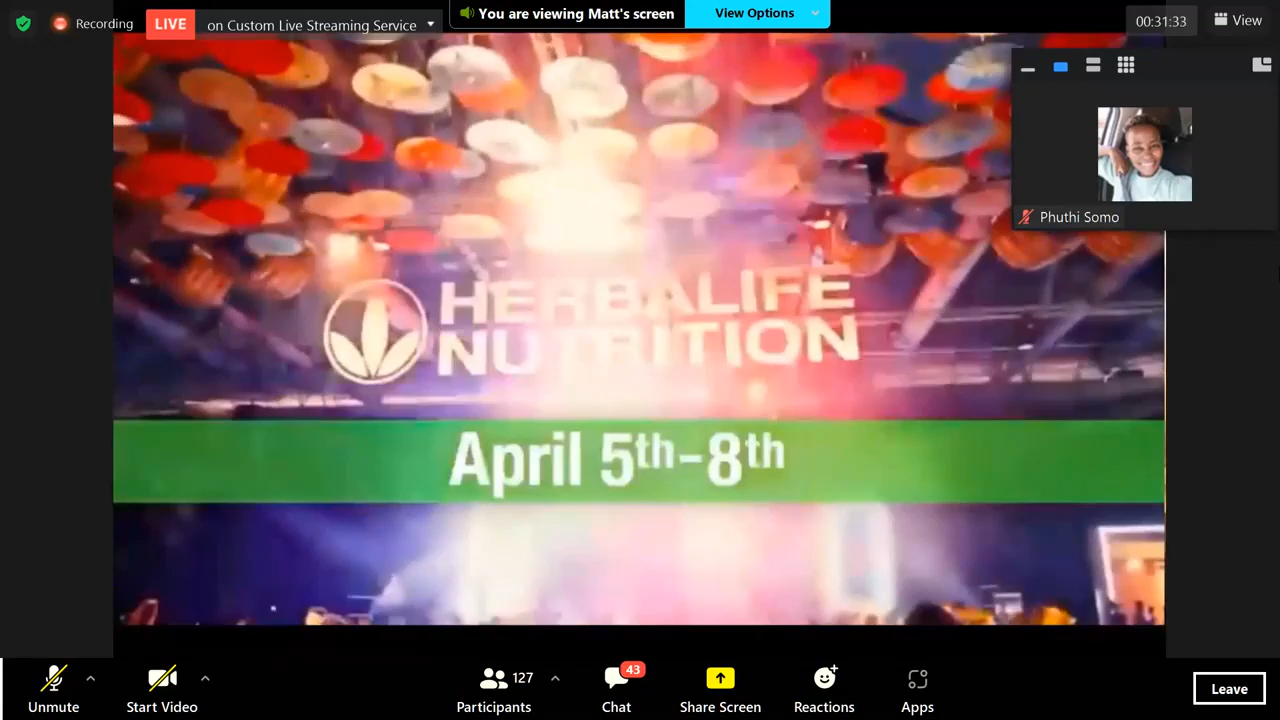 Recording
LIVE
on Custom Live Streaming Service
You are viewing Matt's screen
View Options
00:31:33
View
Phuthi Somo
HERBALIFE
NUTRITION
April 5th-8th
Unmute
Start Video
127
Participants
43
Chat
Share Screen
Reactions
Apps
Leave